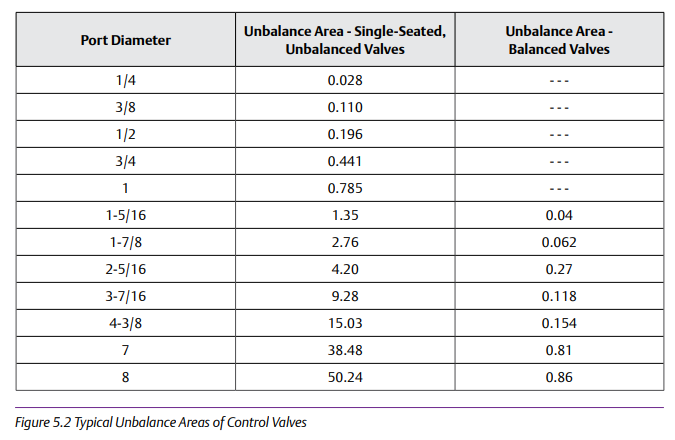 Port Diameter Unbalance Area - Single-Seated, Unbalanced Valves Unbalance Area - Balanced Valves
1/4 0.028 - - -
3/8 0.110 - - -
1/2 0.196 - - -
3/4 0.441 - - -
1 0.785 - - -
1-5/16 1.35 0.04
1-7/8 2.76 0.062
2-5/16 4.20 0.27
3-7/16 9.28 0.118
4-3/8 15.03 0.154
7 38.48 0.81
8 50.24 0.86
Figure 5.2 Typical Unbalance Areas of Control Valves